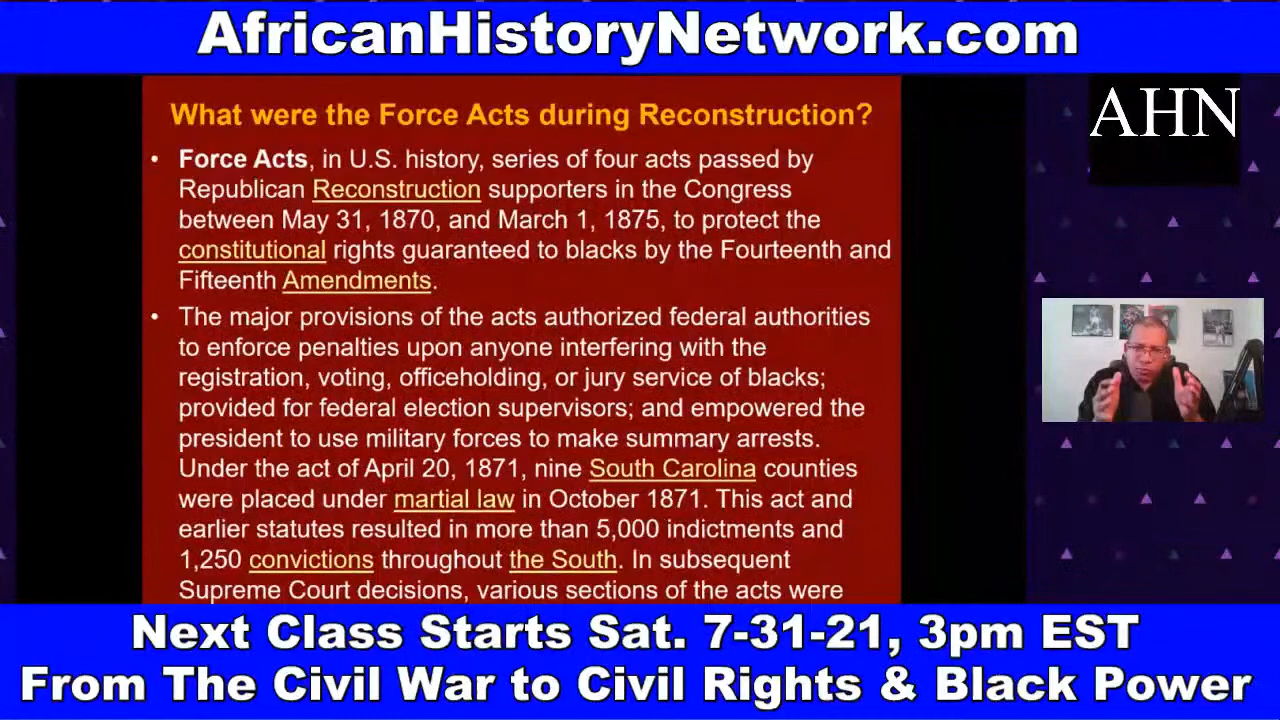 AfricanHistoryNetwork.com
AHN
What were the Force Acts during Reconstruction?
• Force Acts, in U.S. history, series of four acts passed by
Republican Reconstruction supporters in the Congress
between May 31, 1870, and March 1, 1875, to protect the
constitutional rights guaranteed to blacks by the Fourteenth and
Fifteenth Amendments.
• The major provisions of the acts authorized federal authorities
to enforce penalties upon anyone interfering with the
registration, voting, officeholding, or jury service of blacks;
provided for federal election supervisors; and empowered the
president to use military forces to make summary arrests.
Under the act of April 20, 1871, nine South Carolina counties
were placed under martial law in October 1871. This act and
earlier statutes resulted in more than 5,000 indictments and
1,250 convictions throughout the South. In subsequent
Supreme Court decisions, various sections of the acts were
Next Class Starts Sat. 7-31-21, 3pm EST
From The Civil War to Civil Rights & Black Power